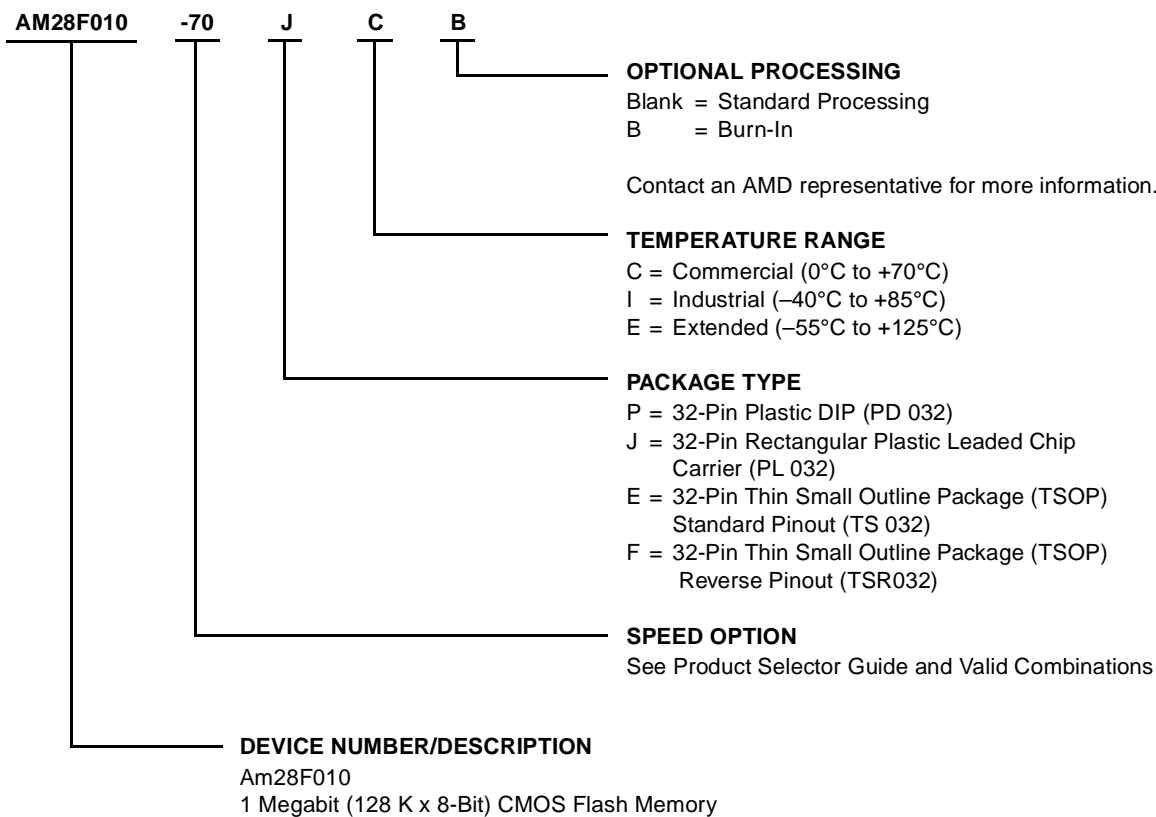 AM28F010 -70 J C B
OPTIONAL PROCESSING
Blank = Standard Processing
B = Burn-In
Contact an AMD representative for more information.
TEMPERATURE RANGE
C = Commercial (0°C to +70°C)
I = Industrial (–40°C to +85°C)
E = Extended (–55°C to +125°C)
PACKAGE TYPE
P = 32-Pin Plastic DIP (PD 032)
J = 32-Pin Rectangular Plastic Leaded Chip
Carrier (PL 032)
E = 32-Pin Thin Small Outline Package (TSOP)
Standard Pinout (TS 032)
F = 32-Pin Thin Small Outline Package (TSOP)
Reverse Pinout (TSR032)
SPEED OPTION
See Product Selector Guide and Valid Combinations
DEVICE NUMBER/DESCRIPTION
Am28F010
1 Megabit (128 K x 8-Bit) CMOS Flash Memory